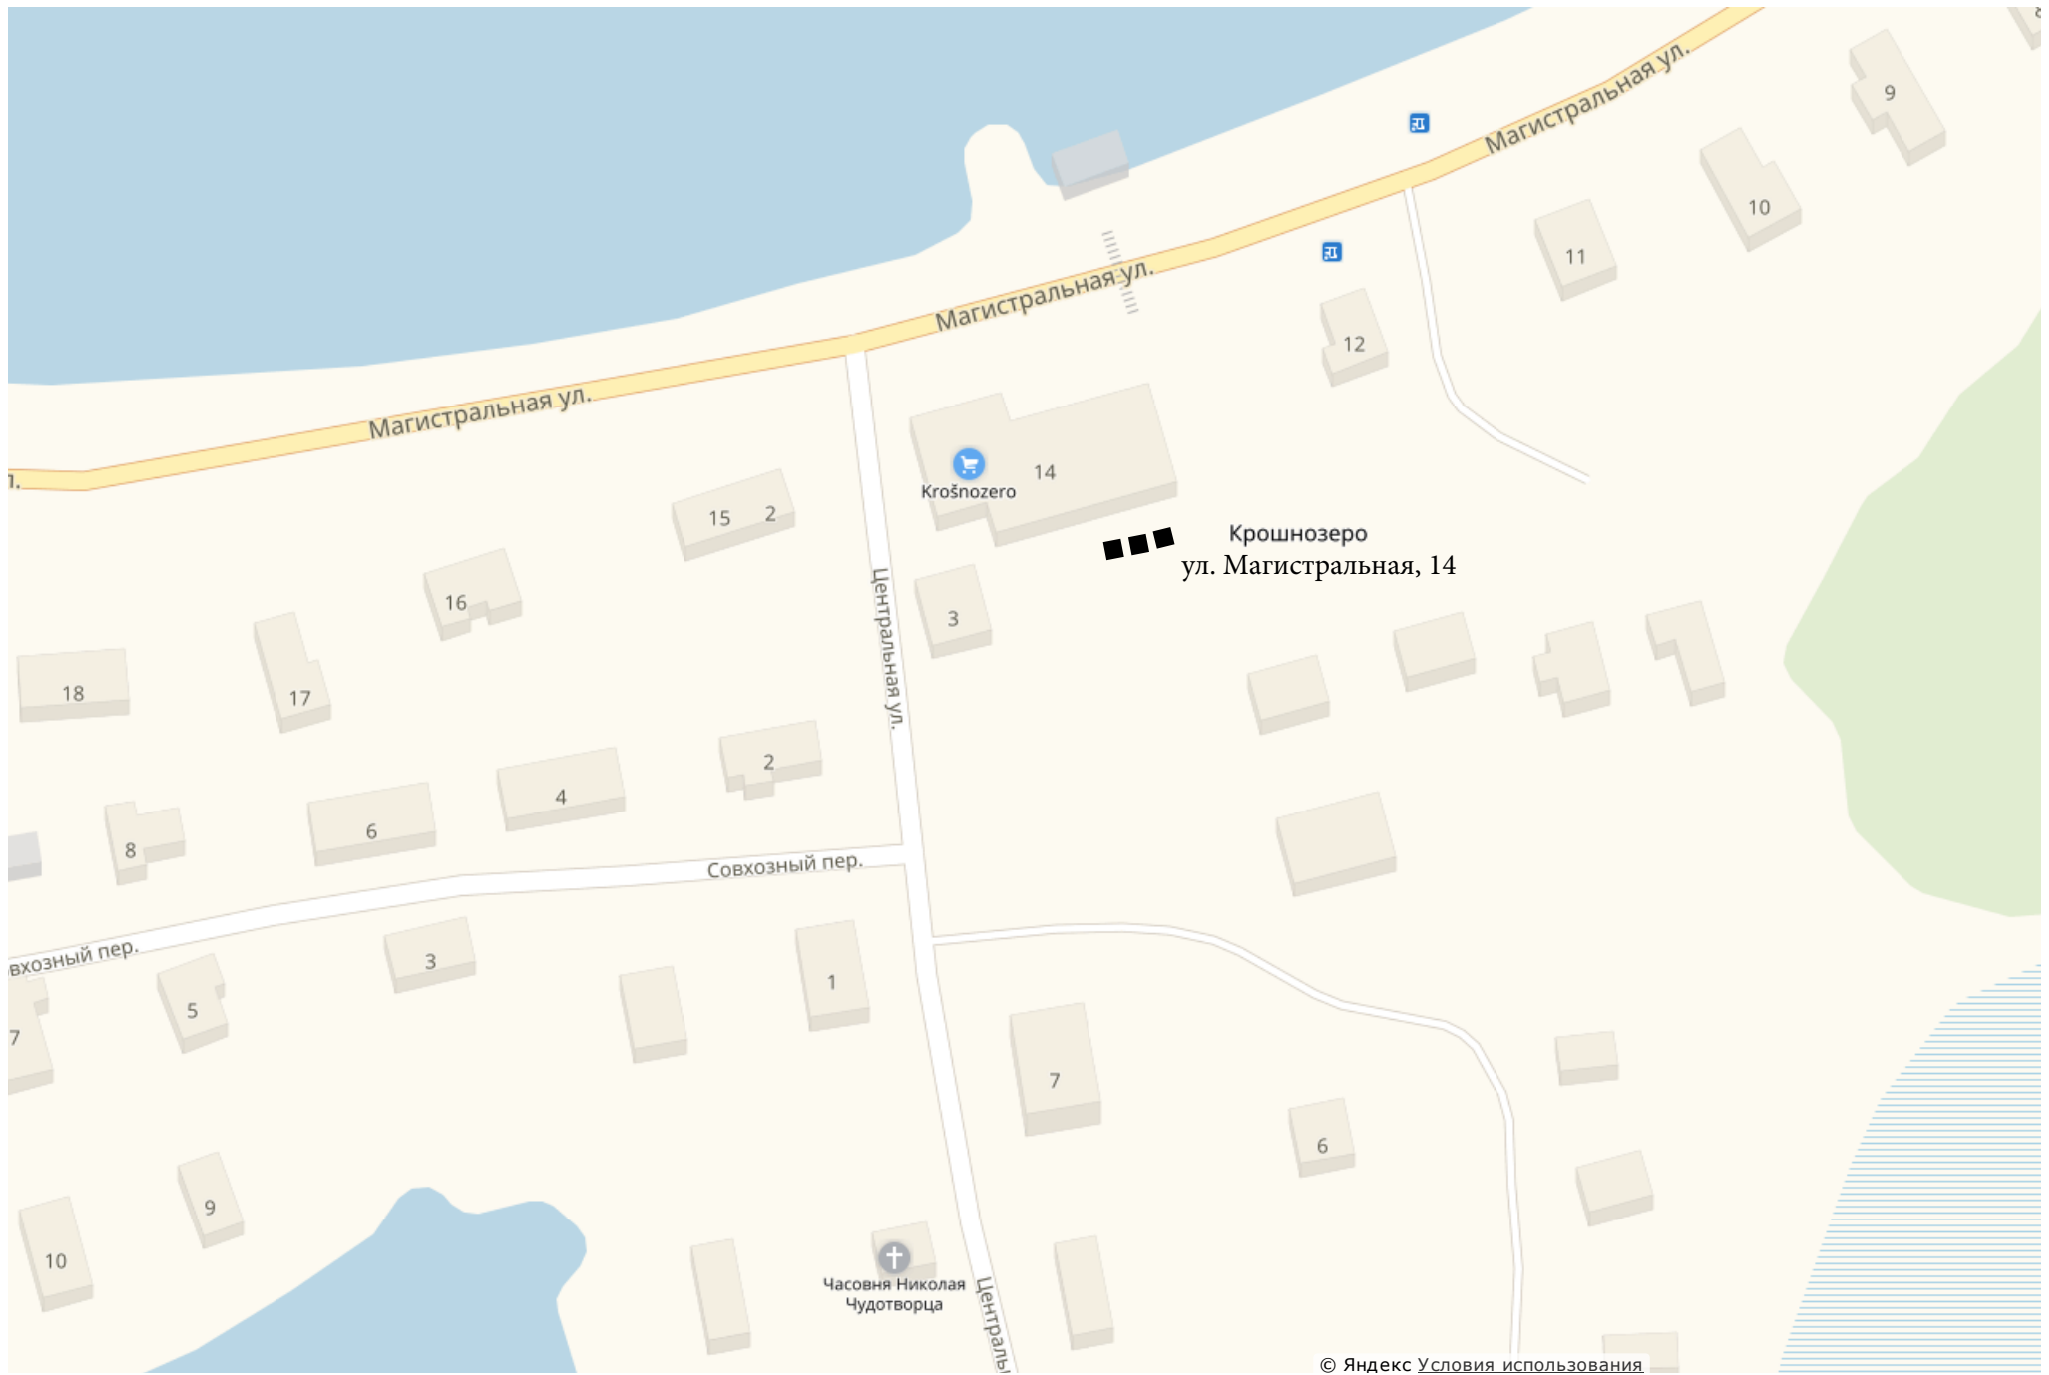 8
9
Магистральная ул.
10
11
Магистральная ул.
12
Магистральная ул.
14
Krošnozero
15 2
Крошнозеро
ул. Магистральная, 14
16
3
Центральная ул.
18
17
2
4
6
8
Совхозный пер.
вхозный пер.
3
1
5
7
7
6
9
10
Часовня Николая
Чудотворца
Централь
© Яндекс Условия использования